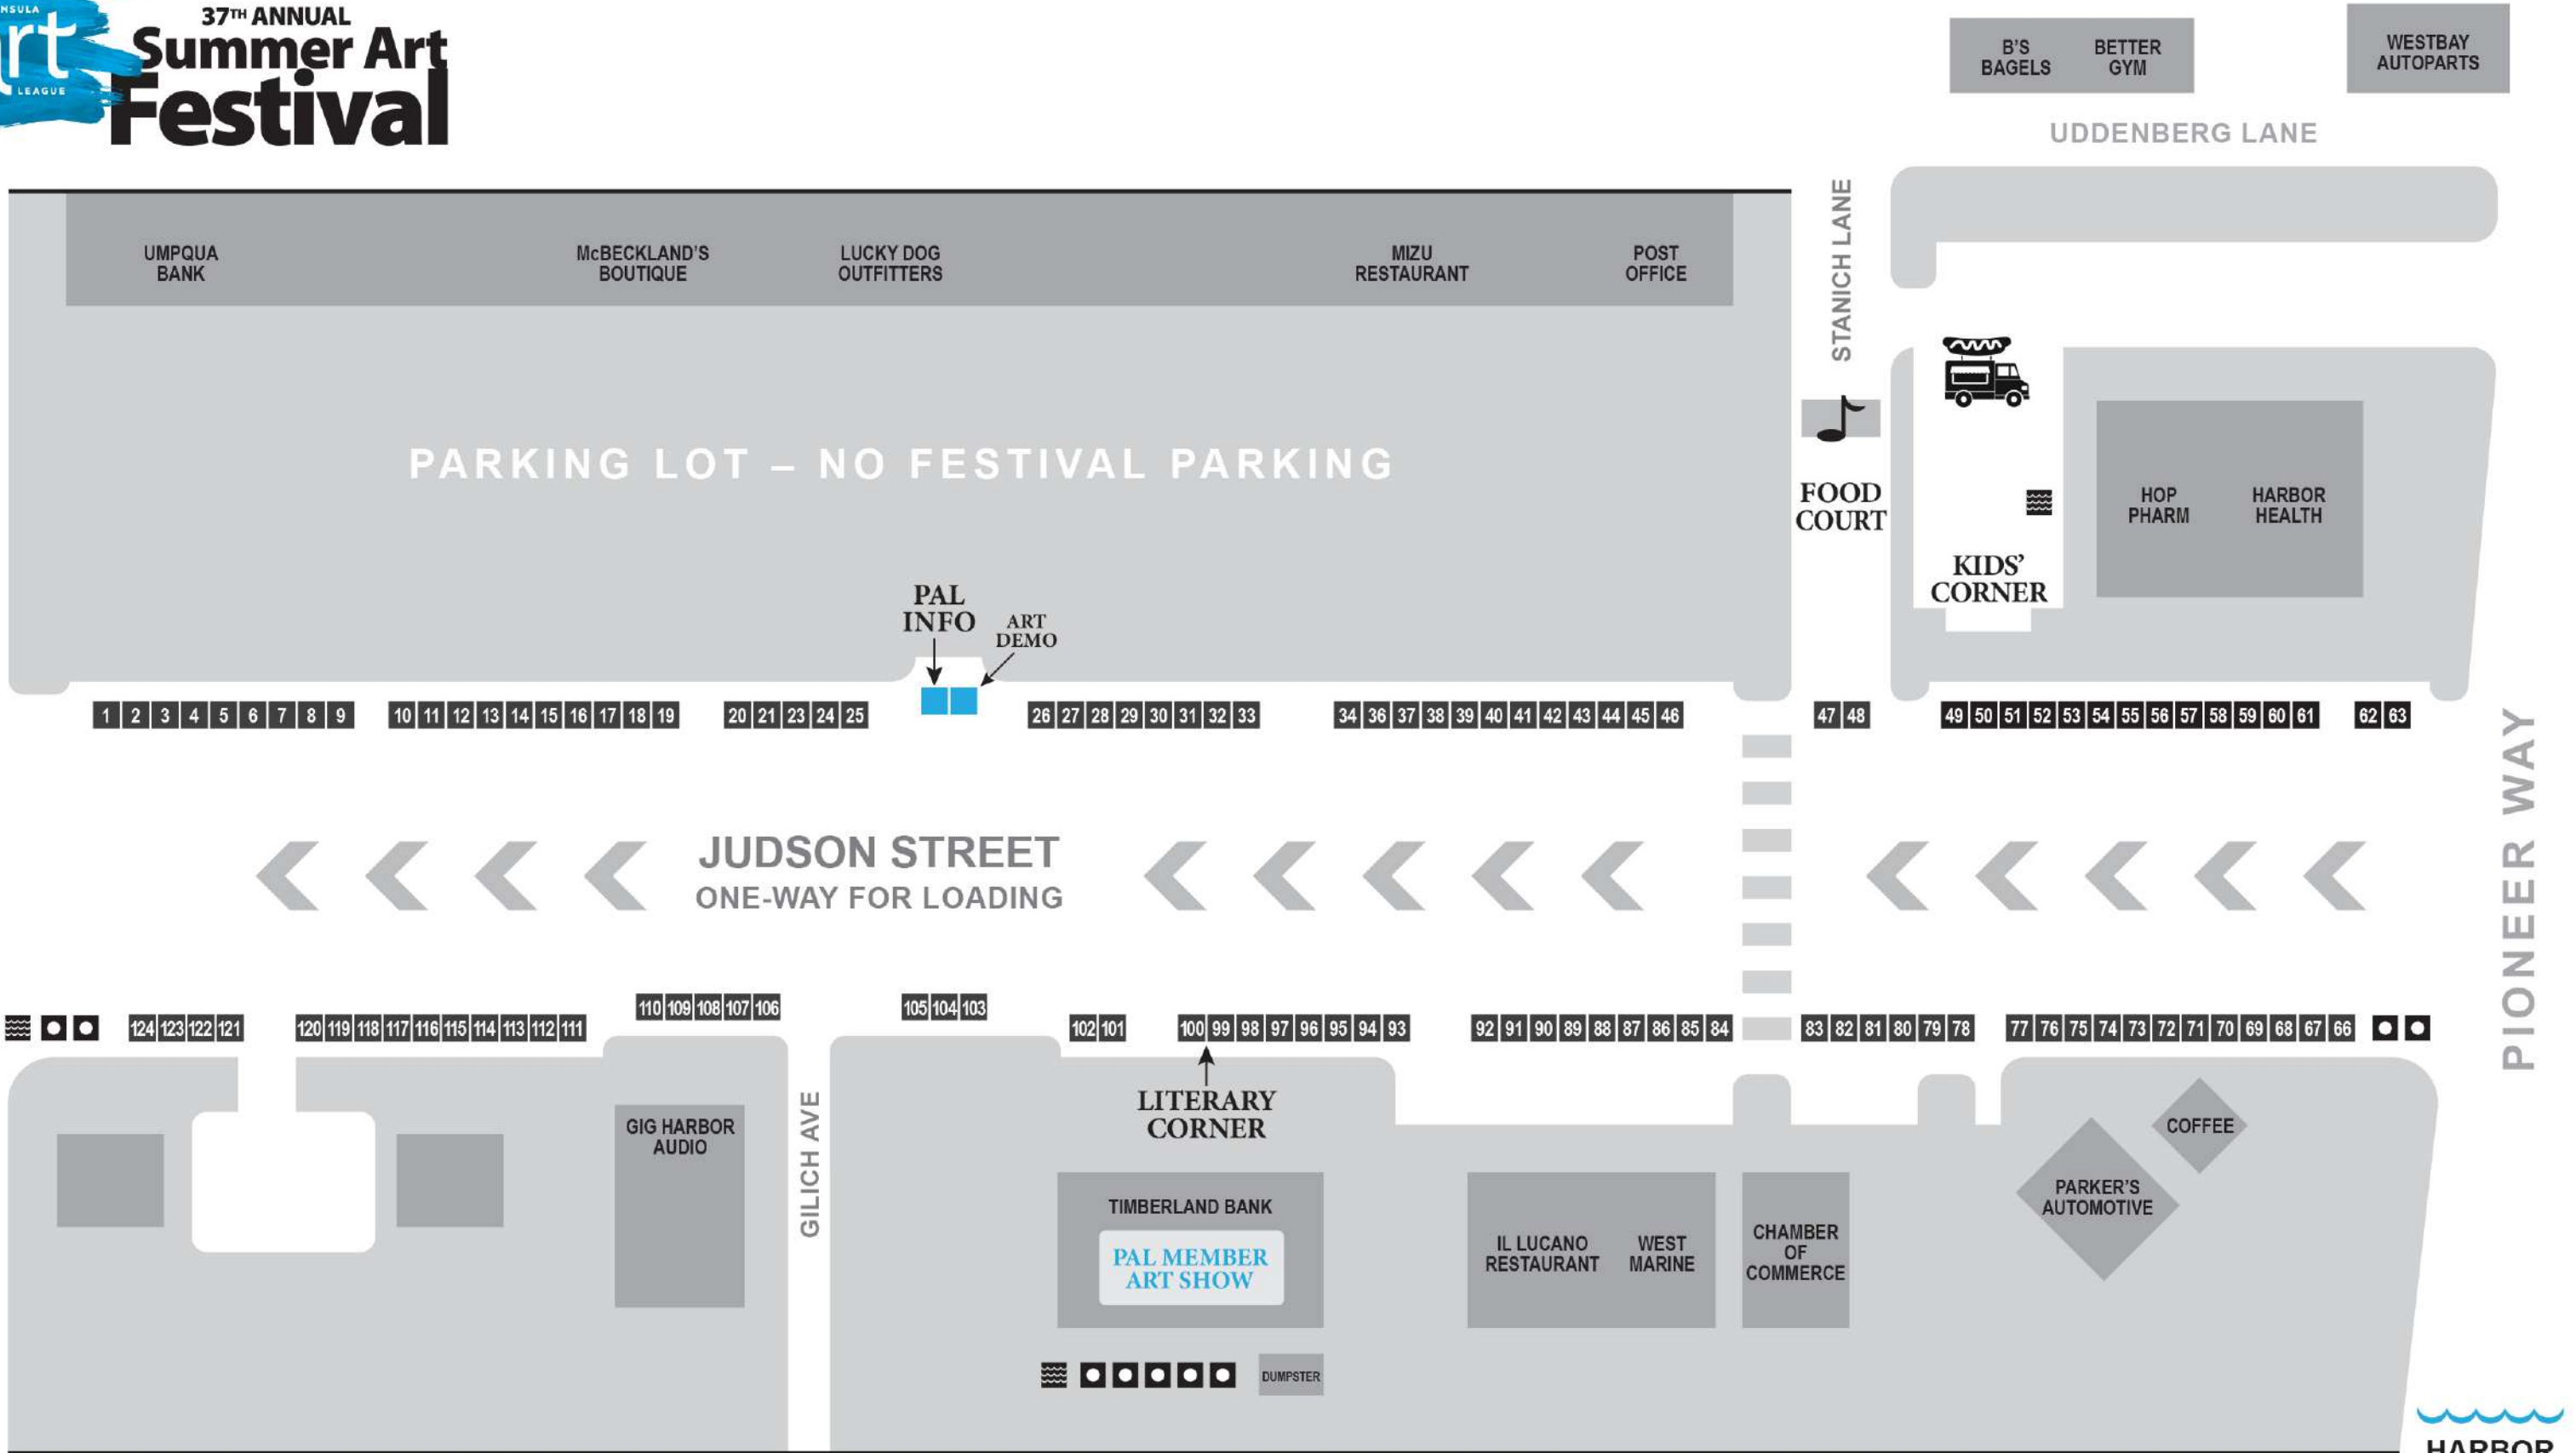 37TH ANNUAL
Summer Art
Festival
rt
LEAGUE
B'S
BAGELS
BETTER
GYM
WESTBAY
AUTOPARTS
UDDENBERG LANE
STANICH LANE
UMPQUA
BANK
McBECKLAND'S
BOUTIQUE
LUCKY DOG
OUTFITTERS
MIZU
RESTAURANT
POST
OFFICE
PARKING LOT – NO FESTIVAL PARKING
FOOD
COURT
KIDS'
CORNER
HOP
PHARM
HARBOR
HEALTH
PAL
INFO
ART
DEMO
1 2 3 4 5 6 7 8 9 10 11 12 13 14 15 16 17 18 19 20 21 23 24 25 26 27 28 29 30 31 32 33 34 36 37 38 39 40 41 42 43 44 45 46 47 48 49 50 51 52 53 54 55 56 57 58 59 60 61 62 63
PIONEER WAY
JUDSON STREET
ONE-WAY FOR LOADING
110 109 108 107 106 105 104 103
124 123 122 121 120 119 118 117 116 115 114 113 112 111 102 101 100 99 98 97 96 95 94 93 92 91 90 89 88 87 86 85 84 83 82 81 80 79 78 77 76 75 74 73 72 71 70 69 68 67 66
LITERARY
CORNER
GIG HARBOR
AUDIO
GILICH AVE
TIMBERLAND BANK
PAL MEMBER
ART SHOW
IL LUCANO
RESTAURANT
WEST
MARINE
CHAMBER
OF
COMMERCE
COFFEE
PARKER'S
AUTOMOTIVE
DUMPSTER
HARBOR